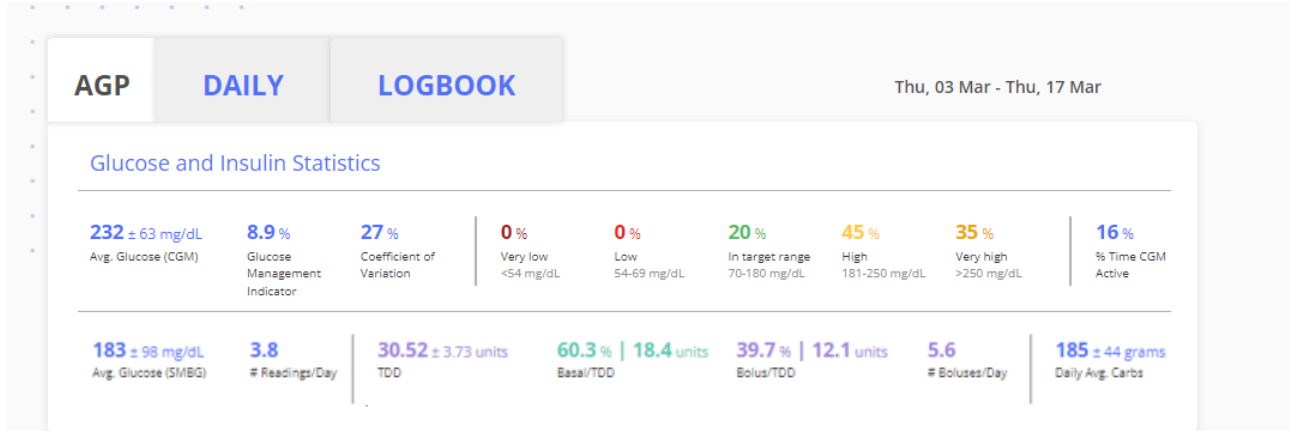 AGP DAILY LOGBOOK Thu, 03 Mar - Thu, 17 Mar
Glucose and Insulin Statistics
232 ± 63 mg/dL 8.9 % 27 % 0 % 0 % 20 % 45 % 35 % 16 %
Avg. Glucose (CGM) Glucose Coefficient of Very low Low In target range High Very high % Time CGM
Management Variation <54 mg/dL 54-69 mg/dL 70-180 mg/dL 181-250 mg/dL >250 mg/dL Active
Indicator
183 ± 98 mg/dL 3.8 30.52 ± 3.73 units 60.3 % | 18.4 units 39.7 % | 12.1 units 5.6 185 ± 44 grams
Avg. Glucose (SMBG) # Readings/Day TDD Basal/TDD Bolus/TDD # Boluses/Day Daily Avg. Carbs